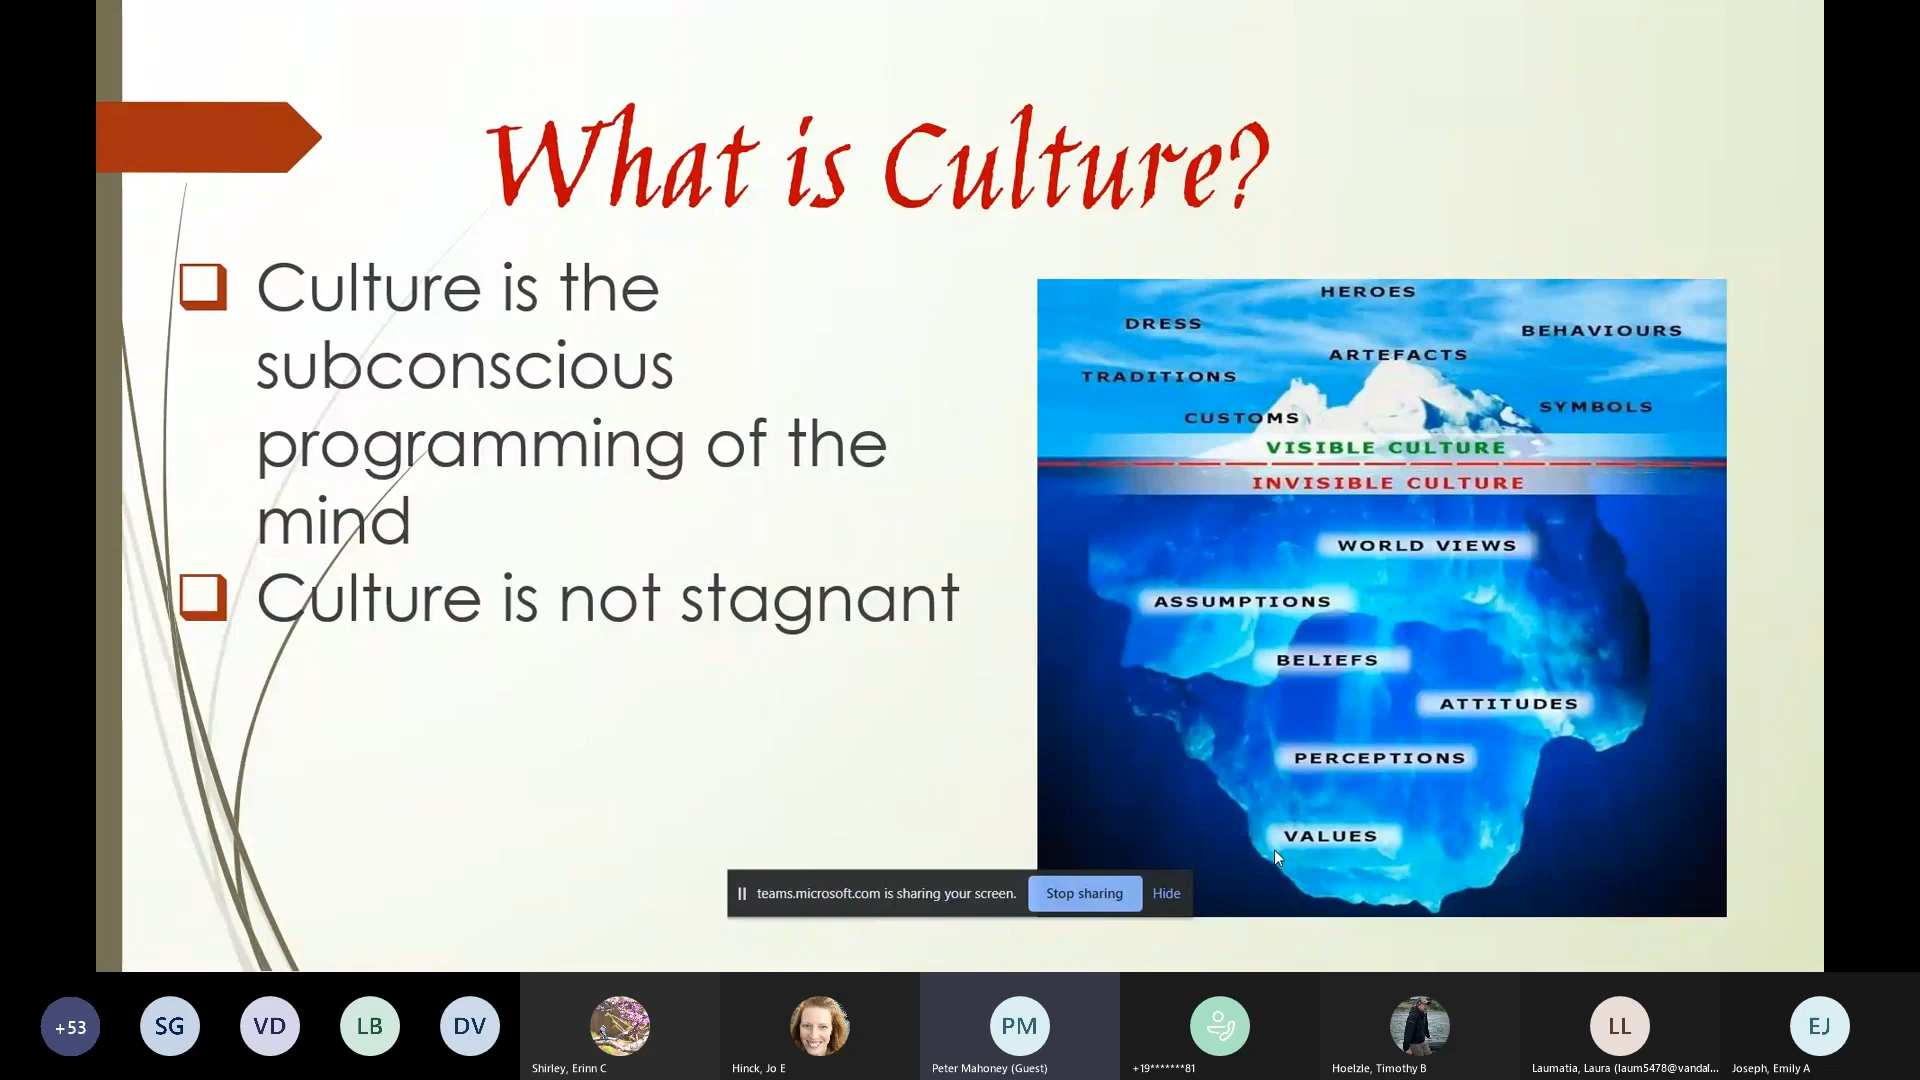 What is Culture?
Culture is the
subconscious
programming of the
mind
Culture is not stagnant
HEROES
DRESS
BEHAVIOURS
ARTEFACTS
TRADITIONS
SYMBOLS
CUSTOMS
VISIBLE CULTURE
INVISIBLE CULTURE
WORLD VIEWS
ASSUMPTIONS
BELIEFS
ATTITUDES
PERCEPTIONS
VALUES
teams.microsoft.com is sharing your screen. Stop sharing Hide
+53 SG VD LB DV PM LL EJ
Shirley, Erinn C Hinck, Jo E Peter Mahoney (Guest) +19*******81 Hoelzle, Timothy B Laumatia, Laura (laum5478@vandal... Joseph, Emily A